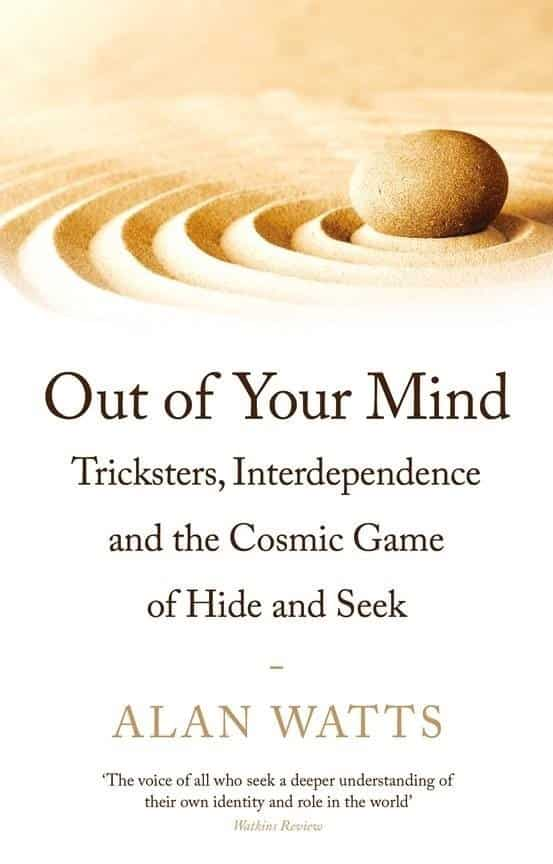 Out of Your Mind
Tricksters, Interdependence
and the Cosmic Game
of Hide and Seek
–
ALAN WATTS
‘The voice of all who seek a deeper understanding of
their own identity and role in the world’
Watkins Review